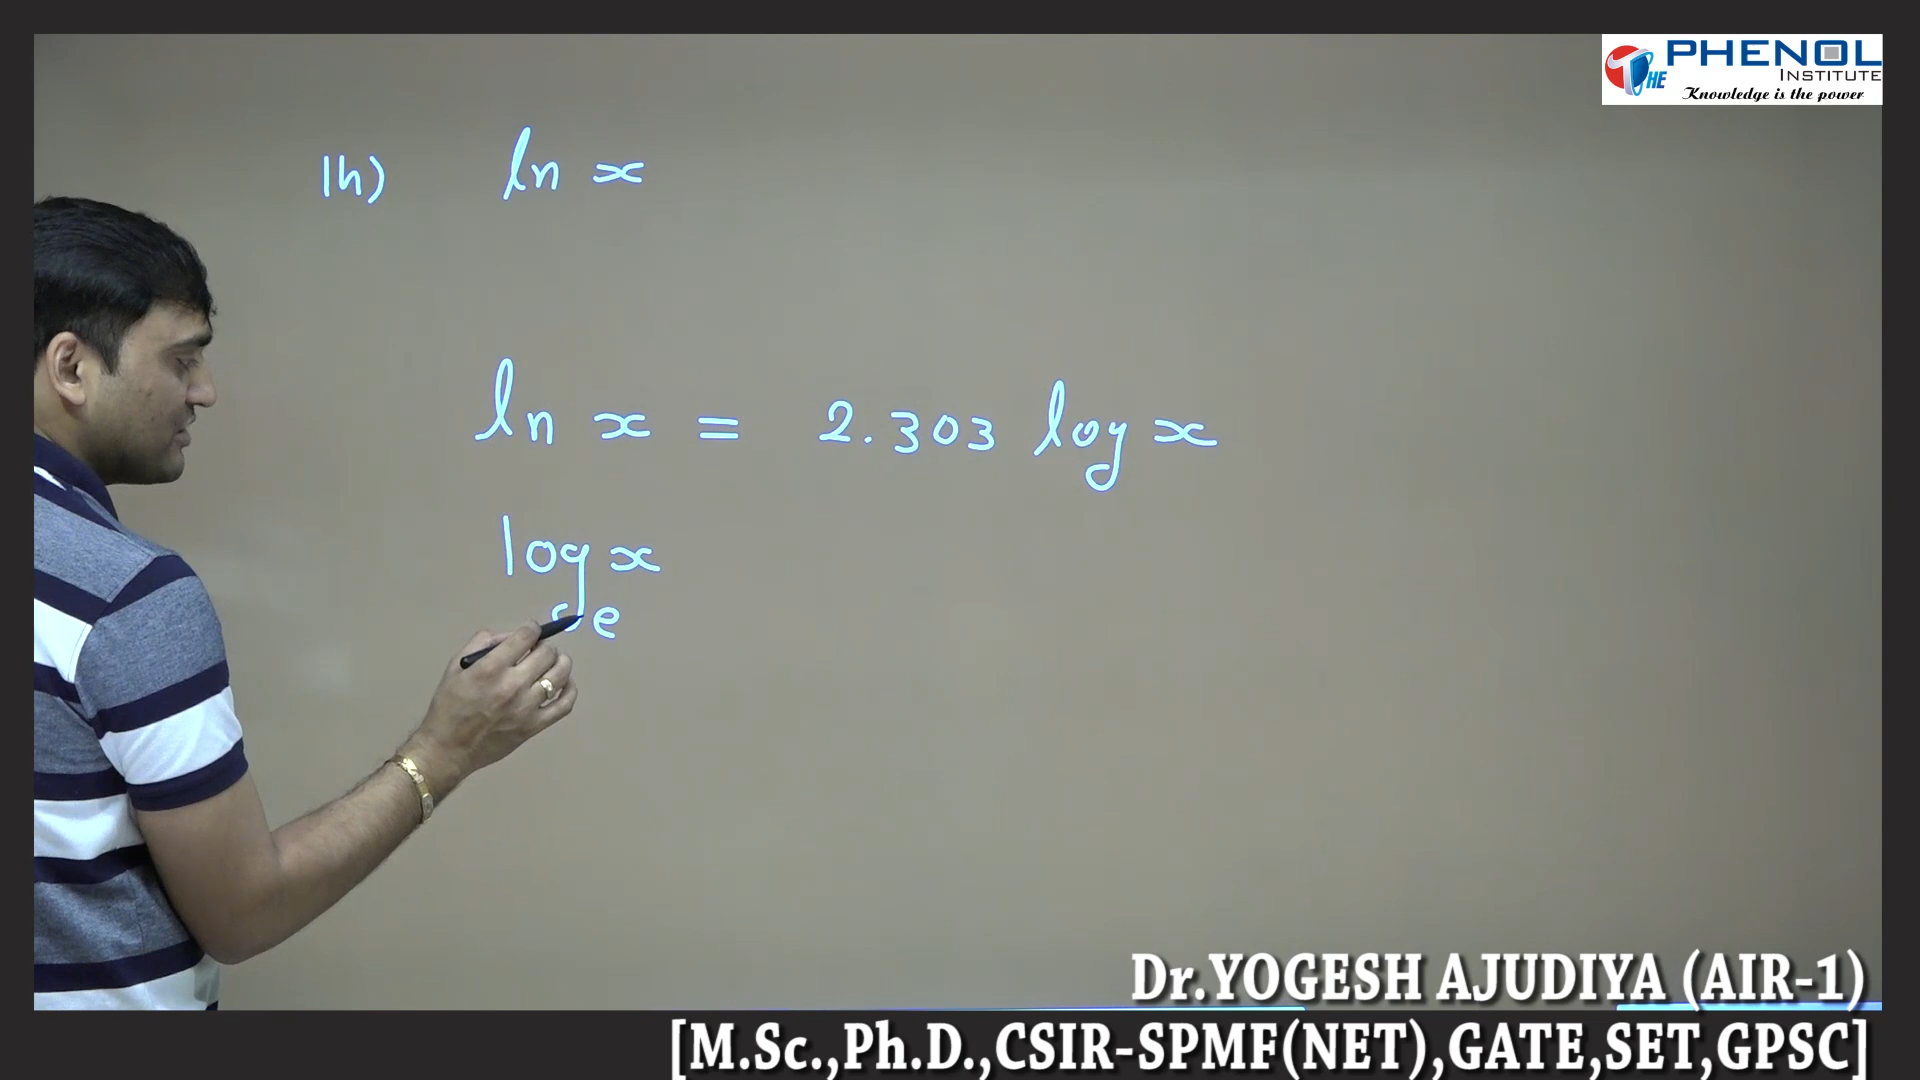 THE PHENOL
INSTITUTE
Knowledge is the power
1h) ln x
ln x = 2.303 log x
log x
e
Dr.YOGESH AJUDIYA (AIR-1)
[M.Sc.,Ph.D.,CSIR-SPMF(NET),GATE,SET,GPSC]